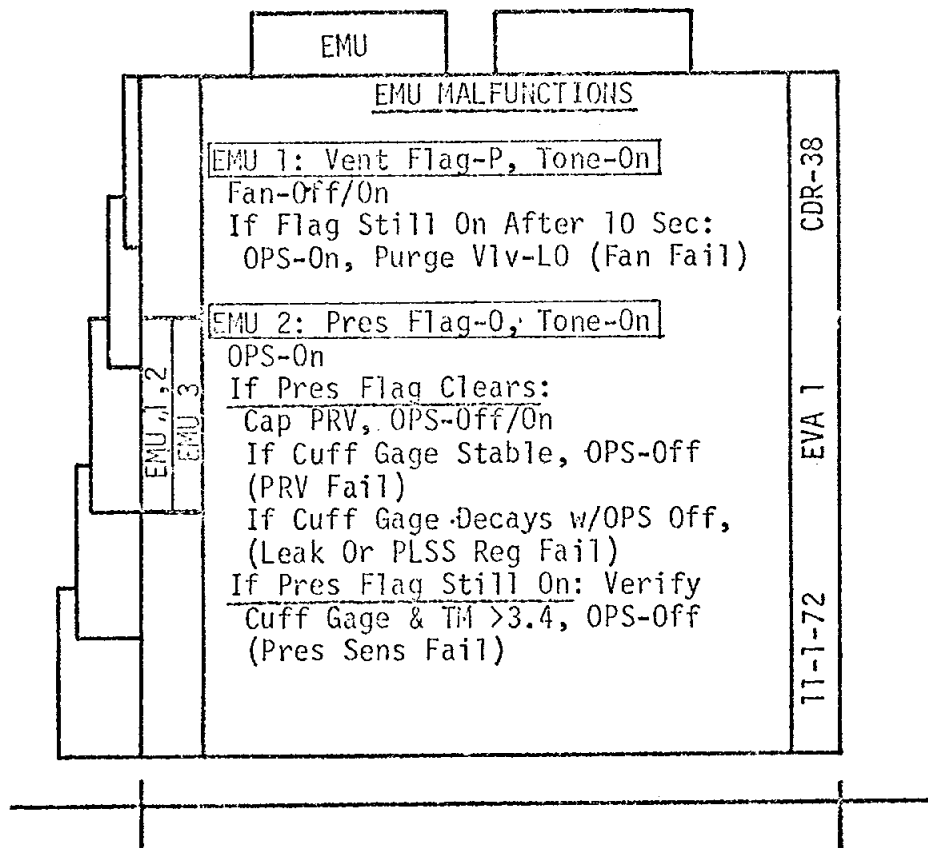 EMU
EMU MALFUNCTIONS
EMU 1: Vent Flag-P, Tone-On
Fan-Off/On
If Flag Still On After 10 Sec:
OPS-On, Purge Vlv-LO (Fan Fail)
EMU 2: Pres Flag-O, Tone-On
OPS-On
If Pres Flag Clears:
Cap PRV, OPS-Off/On
If Cuff Gage Stable, OPS-Off
(PRV Fail)
If Cuff Gage Decays w/OPS Off,
(Leak Or PLSS Reg Fail)
If Pres Flag Still On: Verify
Cuff Gage & TM >3.4, OPS-Off
(Pres Sens Fail)
EMU 1,2
EMU 3
CDR-38
EVA 1
11-1-72